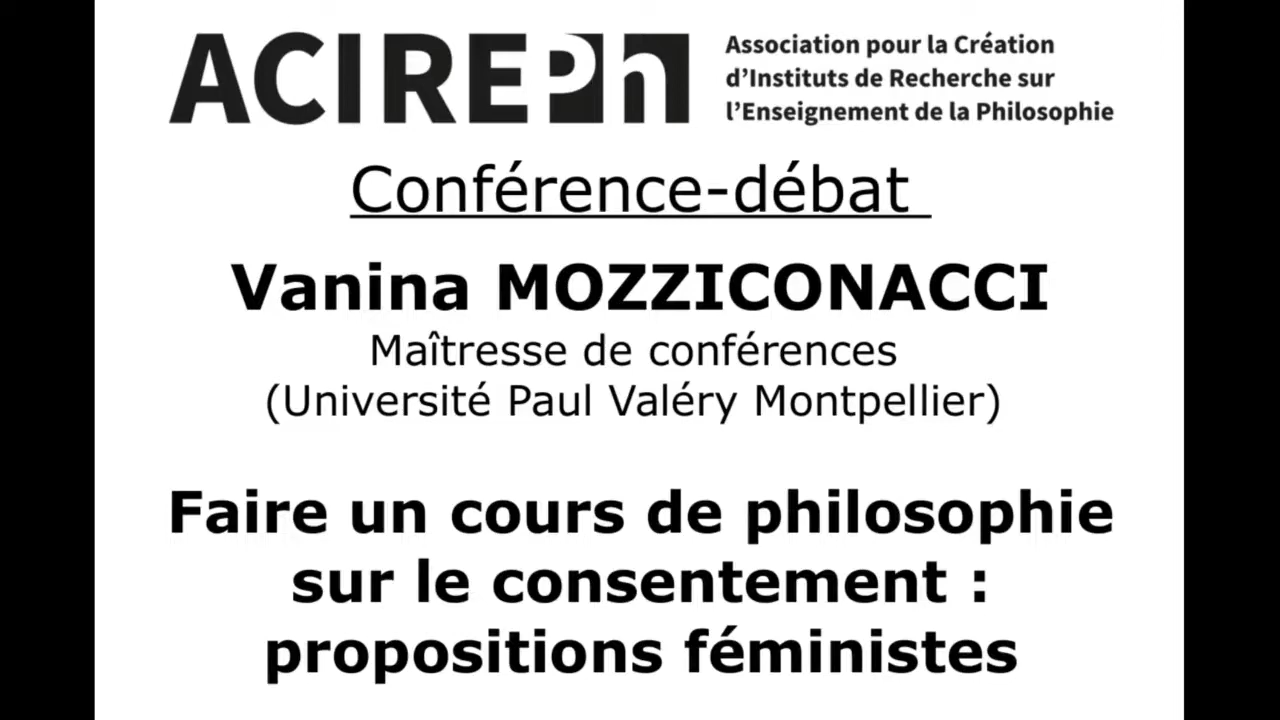 ACIREPh
Association pour la Création
d'Instituts de Recherche sur
l'Enseignement de la Philosophie
Conférence-débat
Vanina MOZZICONACCI
Maîtresse de conférences
(Université Paul Valéry Montpellier)
Faire un cours de philosophie
sur le consentement :
propositions féministes